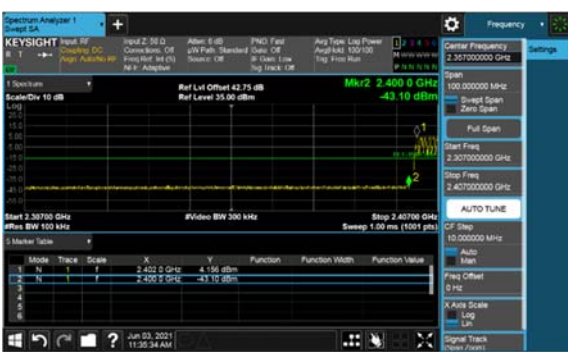 Spectrum Analyzer 1
Swept SA
+
Frequency
KEYSIGHT
Input: RF
Coupling: DC
Align: Auto/No RF
Input Z: 50 Ω
Corrections: Off
Freq Ref: Int (S)
NFE: Adaptive
Atten: 6 dB
µW Path: Standard
Source: Off
PNO: Fast
Gate: Off
IF Gain: Low
Sig Track: Off
Avg Type: Log-Power
Avg|Hold: 100/100
Trig: Free Run
1 Spectrum
Scale/Div 10 dB
Log
Ref Lvl Offset 42.75 dB
Ref Level 35.00 dBm
Mkr2 2.400 0 GHz
-43.10 dBm
1
2
Start 2.30700 GHz
#Res BW 100 kHz
#Video BW 300 kHz
Stop 2.40700 GHz
Sweep 1.00 ms (1001 pts)
5 Marker Table
Mode Trace Scale X Y Function Function Width Function Value
1 N 1 f 2.402 0 GHz 4.156 dBm
2 N 1 f 2.400 0 GHz -43.10 dBm
3
4
5
6
Jun 03, 2021
11:35:34 AM
Center Frequency
2.357000000 GHz
Span
100.000000 MHz
Swept Span
Zero Span
Full Span
Start Freq
2.307000000 GHz
Stop Freq
2.407000000 GHz
AUTO TUNE
CF Step
10.000000 MHz
Auto
Man
Freq Offset
0 Hz
X Axis Scale
Log
Lin
Signal Track
(Span Zoom)
Settings